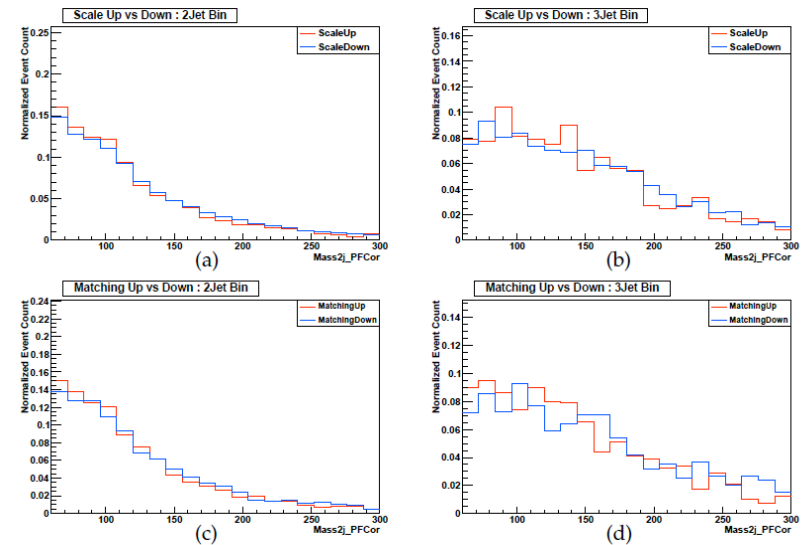 Scale Up vs Down : 2Jet Bin
Normalized Event Count
0.25
0.2
0.15
0.1
0.05
0
ScaleUp
ScaleDown
100 150 200 250 300
Mass2j_PFCor
(a)
Scale Up vs Down : 3Jet Bin
Normalized Event Count
0.16
0.14
0.12
0.1
0.08
0.06
0.04
0.02
0
ScaleUp
ScaleDown
100 150 200 250 300
Mass2j_PFCor
(b)
Matching Up vs Down : 2Jet Bin
Normalized Event Count
0.24
0.22
0.2
0.18
0.16
0.14
0.12
0.1
0.08
0.06
0.04
0.02
0
MatchingUp
MatchingDown
100 150 200 250 300
Mass2j_PFCor
(c)
Matching Up vs Down : 3Jet Bin
Normalized Event Count
0.14
0.12
0.1
0.08
0.06
0.04
0.02
0
MatchingUp
MatchingDown
100 150 200 250 300
Mass2j_PFCor
(d)